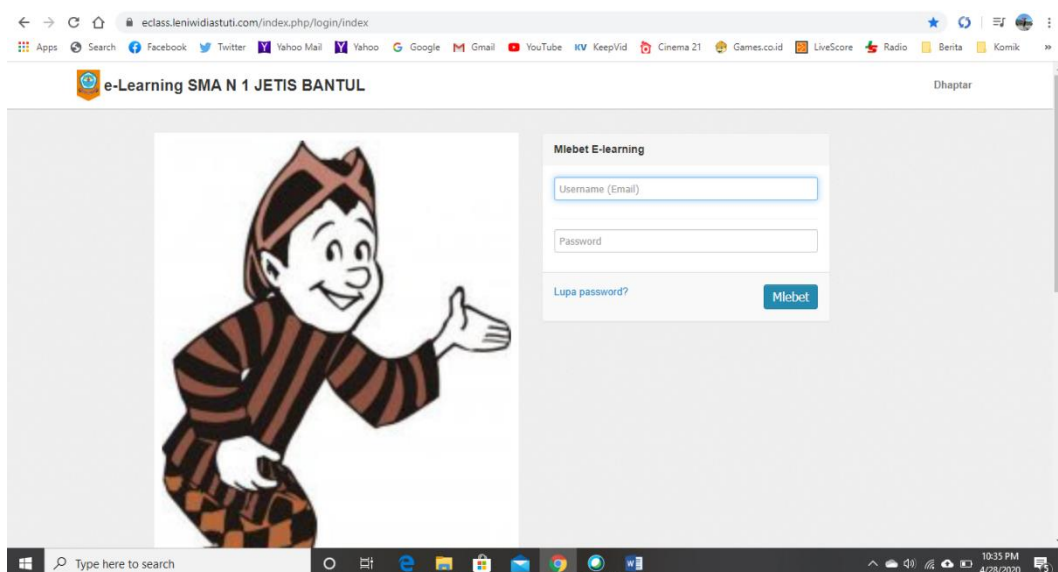 eclass.leniwidiastuti.com/index.php/login/index
Apps Search Facebook Twitter Yahoo Mail Yahoo Google Gmail YouTube KV KeepVid Cinema 21 Games.co.id LiveScore Radio Berita Komik »
e-Learning SMA N 1 JETIS BANTUL
Dhaptar
Mlebet E-learning
Username (Email)
Password
Lupa password?
Mlebet
Type here to search
10:35 PM
4/28/2020